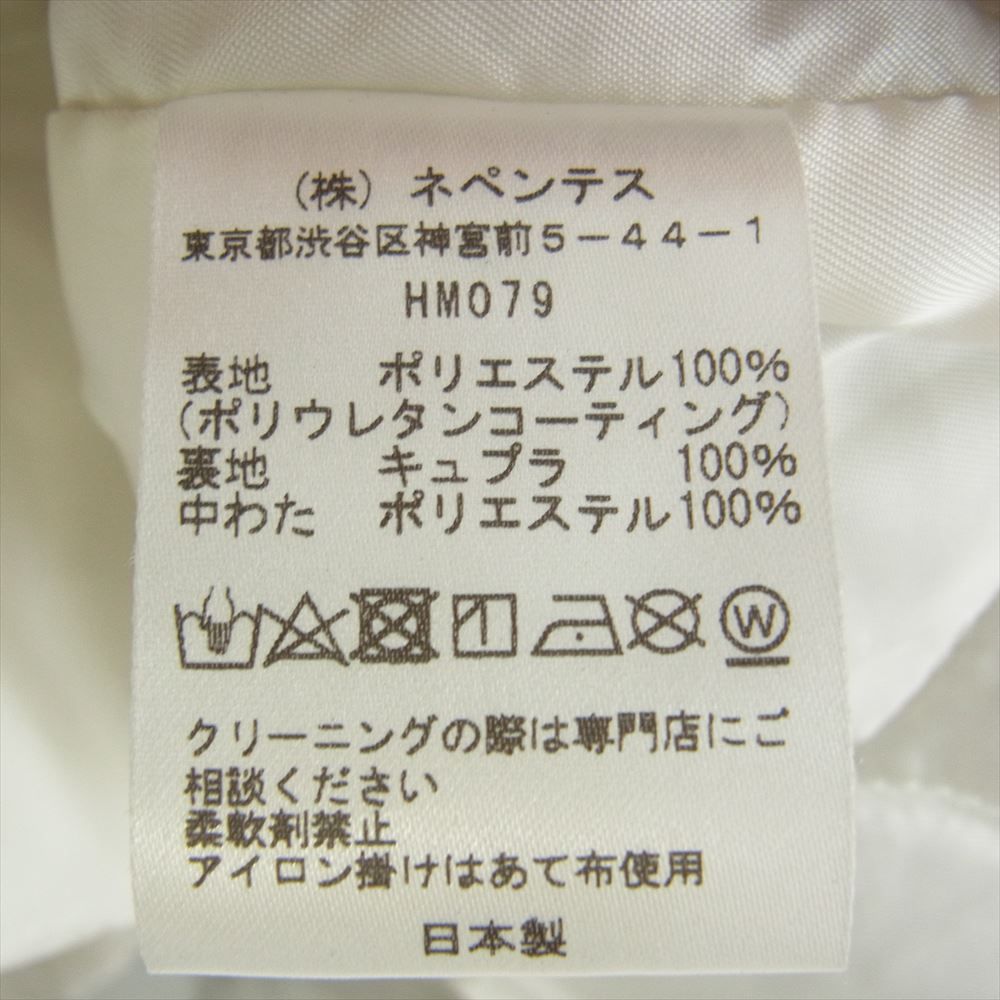 (株) ネペンテス
東京都渋谷区神宮前5-44-1
HM079
表地 ポリエステル100%
(ポリウレタンコーティング)
裏地 キュプラ 100%
中わた ポリエステル100%
W
クリーニングの際は専門店にご
相談ください
柔軟剤禁止
アイロン掛けはあて布使用
日本製